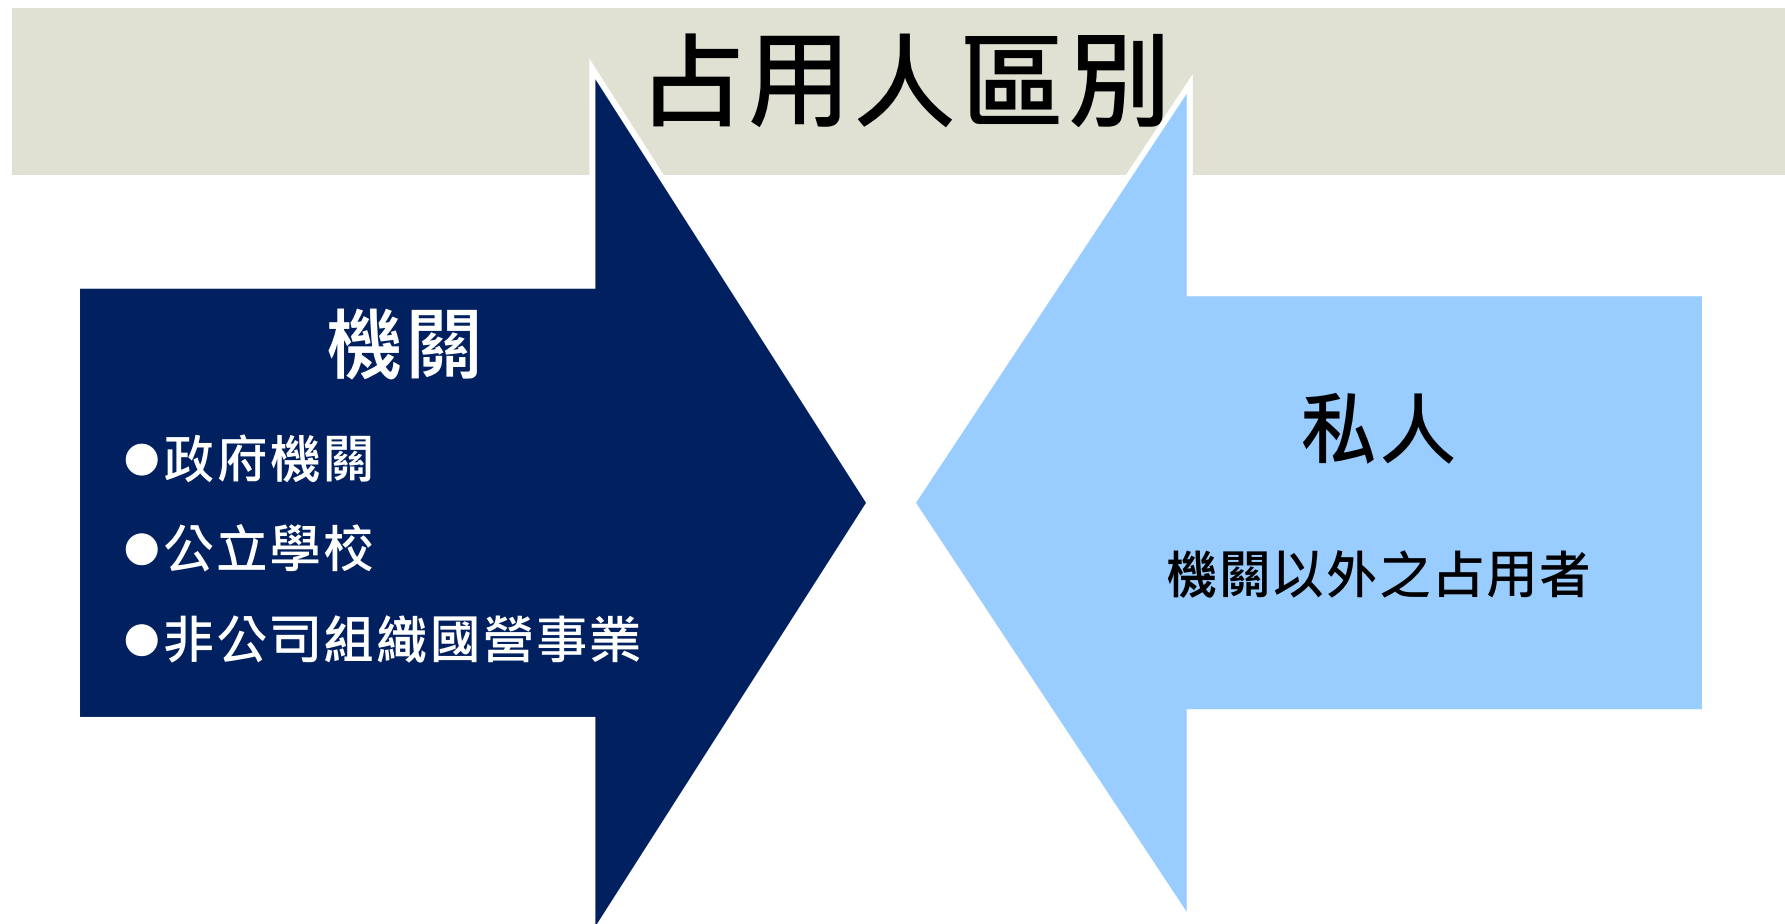 占用人區別
機關
●政府機關
●公立學校
●非公司組織國營事業
私人
機關以外之占用者